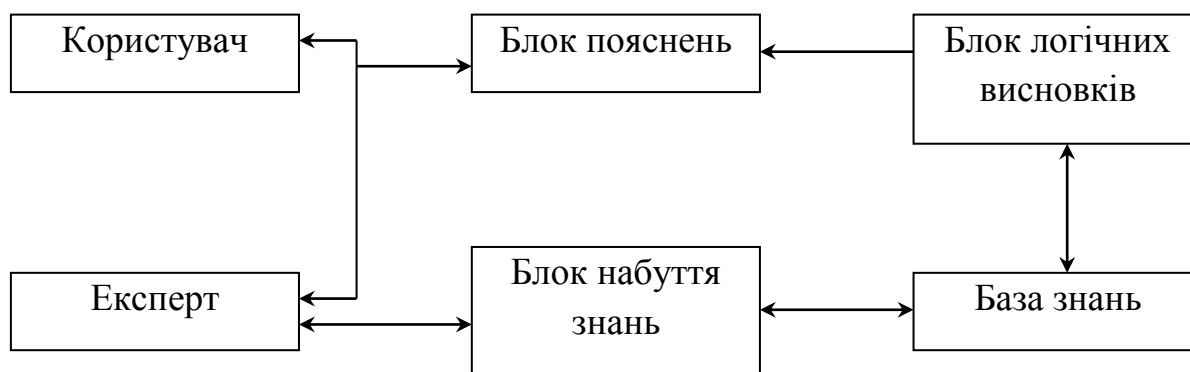 Користувач
Блок пояснень
Блок логічних
висновків
Експерт
Блок набуття
знань
База знань